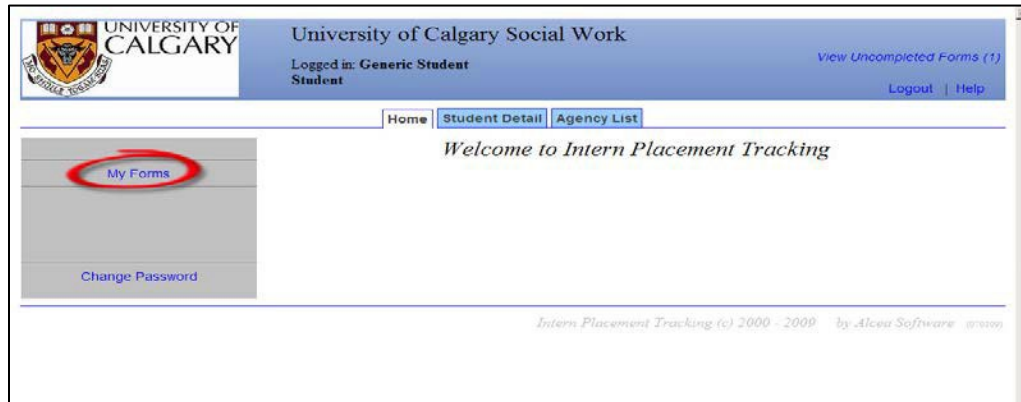 UNIVERSITY OF
CALGARY
University of Calgary Social Work
Logged in: Generic Student
Student
View Uncompleted Forms (1)
Logout | Help
Home Student Detail Agency List
My Forms
Welcome to Intern Placement Tracking
Change Password
Intern Placement Tracking (c) 2000 - 2009 by Alcea Software